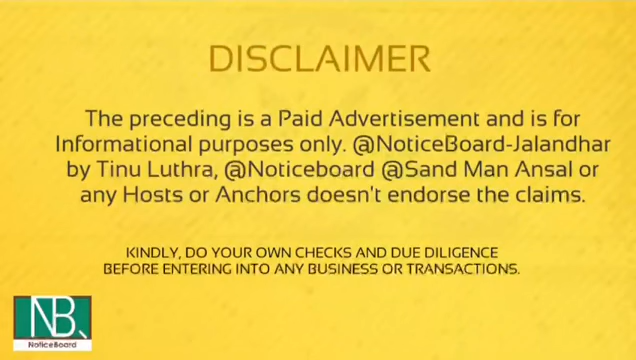 DISCLAIMER
The preceding is a Paid Advertisement and is for
Informational purposes only. @NoticeBoard-Jalandhar
by Tinu Luthra, @Noticeboard @Sand Man Ansal or
any Hosts or Anchors doesn't endorse the claims.
KINDLY, DO YOUR OWN CHECKS AND DUE DILIGENCE
BEFORE ENTERING INTO ANY BUSINESS OR TRANSACTIONS.
NB
NoticeBoard